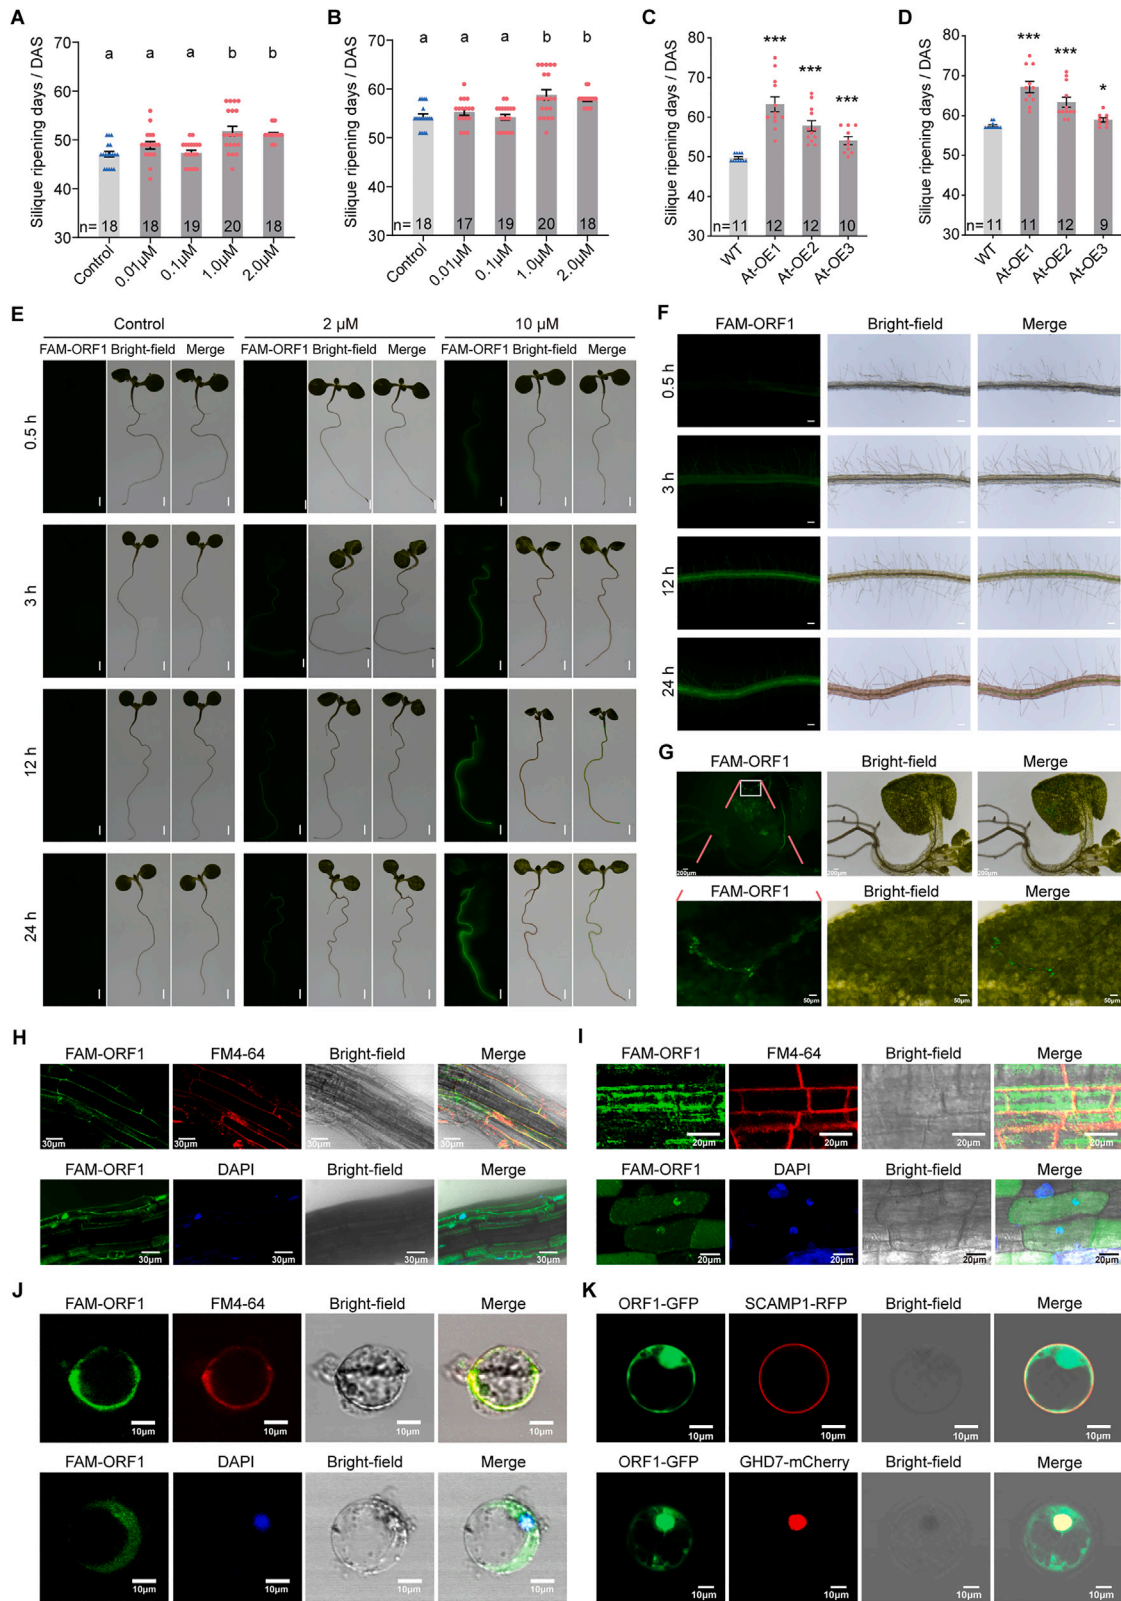 A
Silique ripening days / DAS
70
60
50
40
30
a a a b b
n= 18 18 19 20 18
Control 0.01μM 0.1μM 1.0μM 2.0μM
B
Silique ripening days / DAS
70
60
50
40
30
a a a b b
n= 18 17 19 20 18
Control 0.01μM 0.1μM 1.0μM 2.0μM
C
Silique ripening days / DAS
80
70
60
50
40
30
*** *** ***
n= 11 12 12 10
WT At-OE1 At-OE2 At-OE3
D
Silique ripening days / DAS
80
70
60
50
40
30
*** *** *
n= 11 11 12 9
WT At-OE1 At-OE2 At-OE3
E
Control 2 μM 10 μM
FAM-ORF1 Bright-field Merge FAM-ORF1 Bright-field Merge FAM-ORF1 Bright-field Merge
0.5 h
3 h
12 h
24 h
F
FAM-ORF1 Bright-field Merge
0.5 h
3 h
12 h
24 h
G
FAM-ORF1 Bright-field Merge
200μm 200μm 200μm
FAM-ORF1 Bright-field Merge
50μm 50μm 50μm
H
FAM-ORF1 FM4-64 Bright-field Merge
30μm 30μm 30μm 30μm
FAM-ORF1 DAPI Bright-field Merge
30μm 30μm 30μm 30μm
I
FAM-ORF1 FM4-64 Bright-field Merge
20μm 20μm 20μm 20μm
FAM-ORF1 DAPI Bright-field Merge
20μm 20μm 20μm 20μm
J
FAM-ORF1 FM4-64 Bright-field Merge
10μm 10μm 10μm 10μm
FAM-ORF1 DAPI Bright-field Merge
10μm 10μm 10μm 10μm
K
ORF1-GFP SCAMP1-RFP Bright-field Merge
10μm 10μm 10μm 10μm
ORF1-GFP GHD7-mCherry Bright-field Merge
10μm 10μm 10μm 10μm